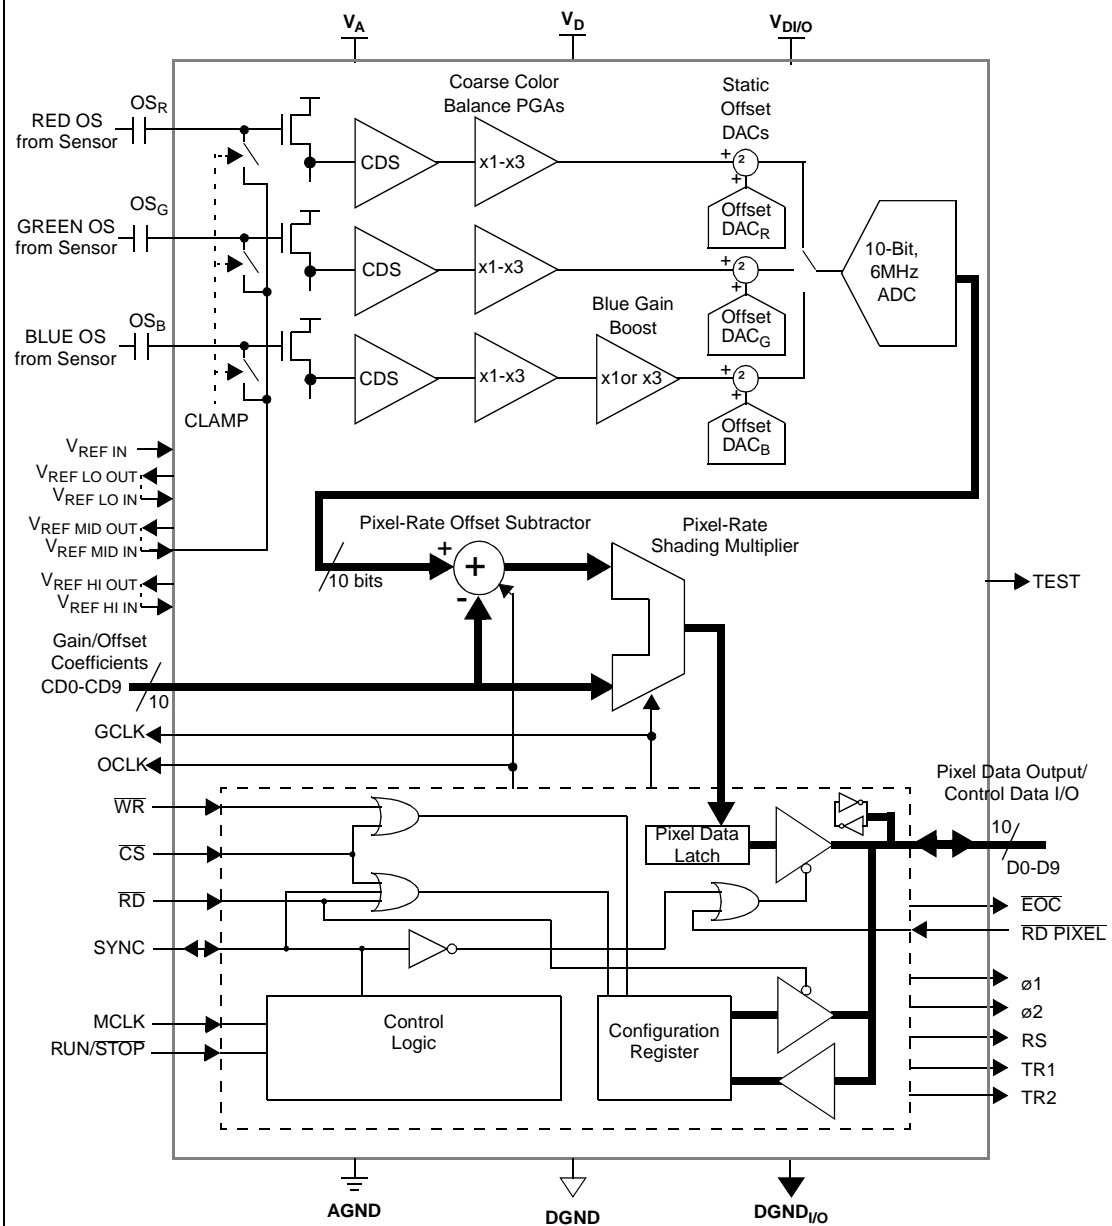 VA
VD
VDI/O
Coarse Color
Balance PGAs
Static
Offset
DACs
RED OS
from Sensor
OSR
CDS
x1-x3
+
2
+
Offset
DACR
GREEN OS
from Sensor
OSG
CDS
x1-x3
+
2
+
Offset
DACG
10-Bit,
6MHz
ADC
Blue Gain
Boost
BLUE OS
from Sensor
OSB
CDS
x1-x3
x1or x3
+
2
+
Offset
DACB
CLAMP
VREF IN
VREF LO OUT
VREF LO IN
VREF MID OUT
VREF MID IN
VREF HI OUT
VREF HI IN
Pixel-Rate Offset Subtractor
Pixel-Rate
Shading Multiplier
10 bits
+
+
-
TEST
Gain/Offset
Coefficients
CD0-CD9
10
GCLK
OCLK
WR
CS
RD
SYNC
MCLK
RUN/STOP
Pixel Data
Latch
Pixel Data Output/
Control Data I/O
10
D0-D9
EOC
RD PIXEL
ø1
ø2
RS
TR1
TR2
Control
Logic
Configuration
Register
AGND
DGND
DGNDI/O